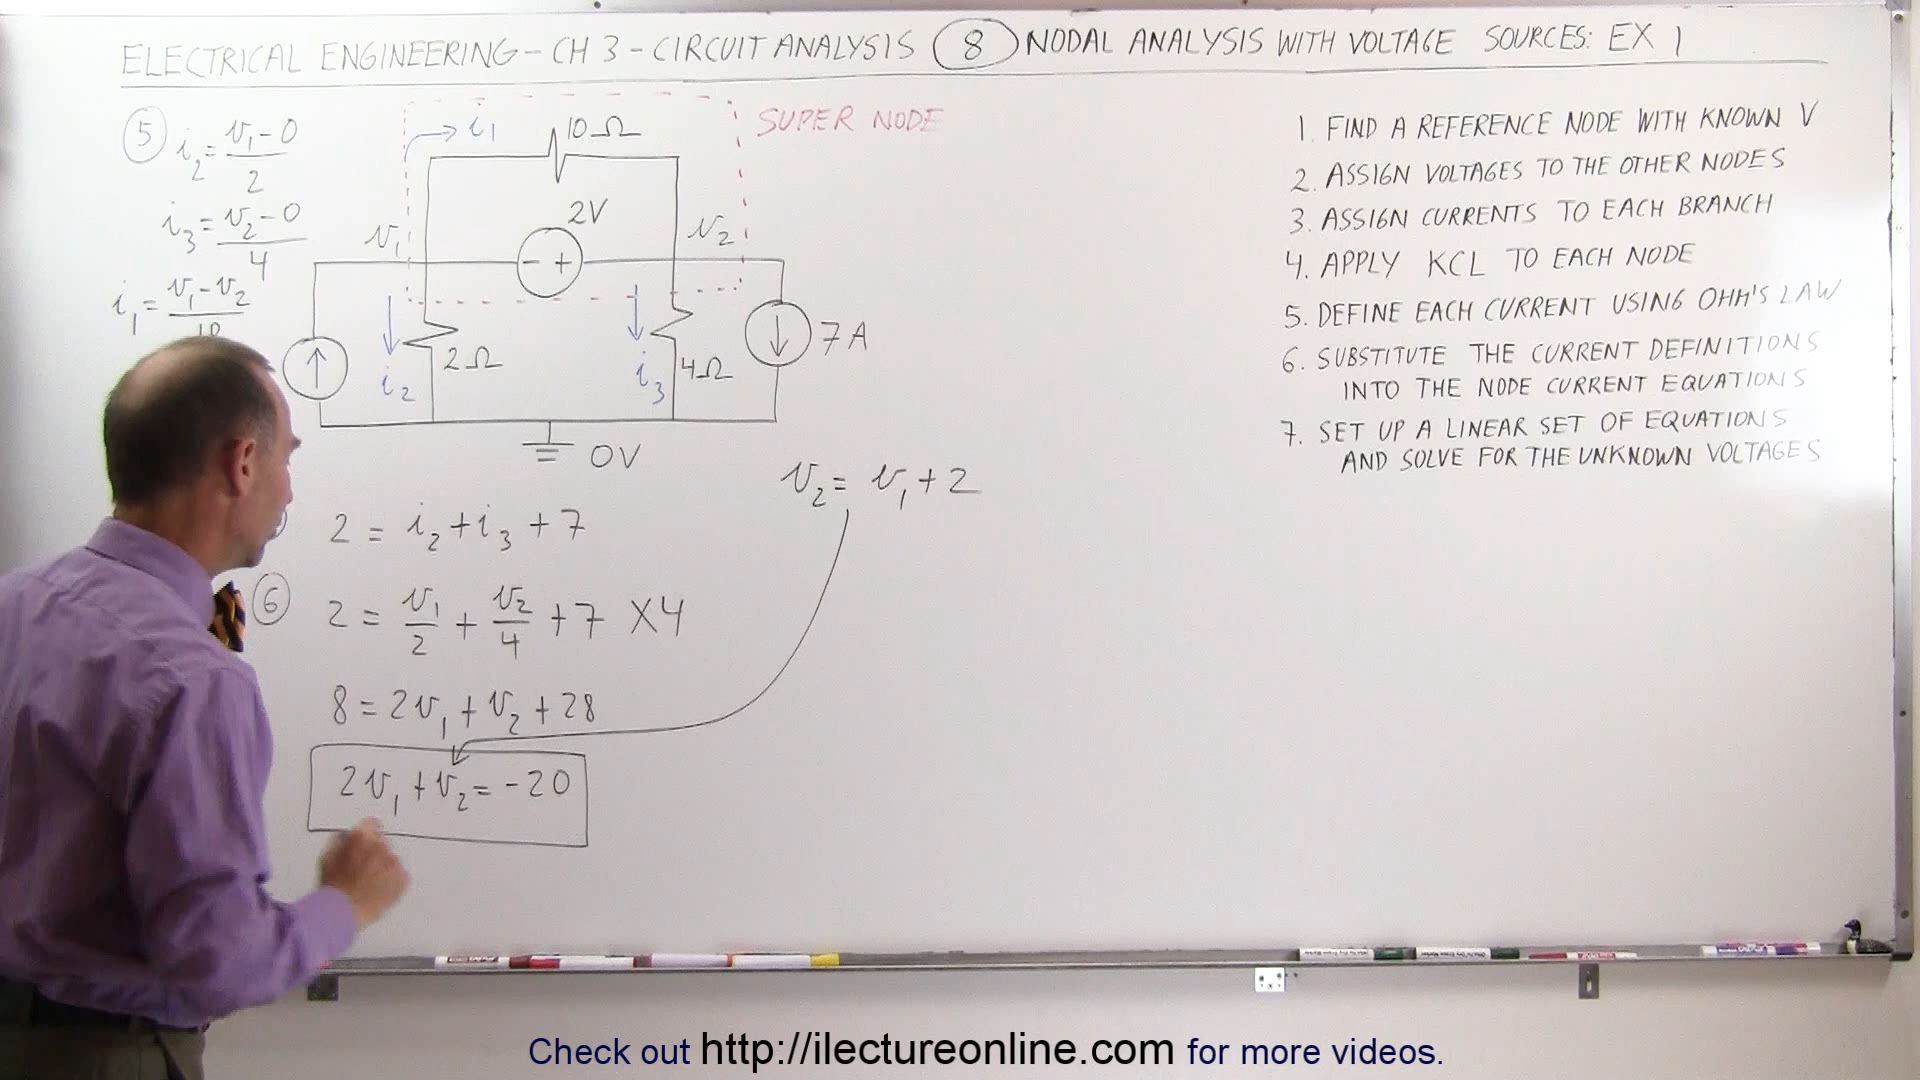 ELECTRICAL ENGINEERING - CH 3 - CIRCUIT ANALYSIS 8 NODAL ANALYSIS WITH VOLTAGE SOURCES: EX 1
5 i₂ = (v₁ - 0)/2
i₃ = (v₂ - 0)/4
i₁ = (v₁ - v₂)/10
i₁
10Ω
SUPER NODE
2V
v₁
v₂
- +
i₂
2Ω
i₃
4Ω
7A
0V
v₂ = v₁ + 2
2 = i₂ + i₃ + 7
6 2 = v₁/2 + v₂/4 + 7 X4
8 = 2v₁ + v₂ + 28
2v₁ + v₂ = -20
1. FIND A REFERENCE NODE WITH KNOWN V
2. ASSIGN VOLTAGES TO THE OTHER NODES
3. ASSIGN CURRENTS TO EACH BRANCH
4. APPLY KCL TO EACH NODE
5. DEFINE EACH CURRENT USING OHM'S LAW
6. SUBSTITUTE THE CURRENT DEFINITIONS
INTO THE NODE CURRENT EQUATIONS
7. SET UP A LINEAR SET OF EQUATIONS
AND SOLVE FOR THE UNKNOWN VOLTAGES
Check out http://ilectureonline.com for more videos.